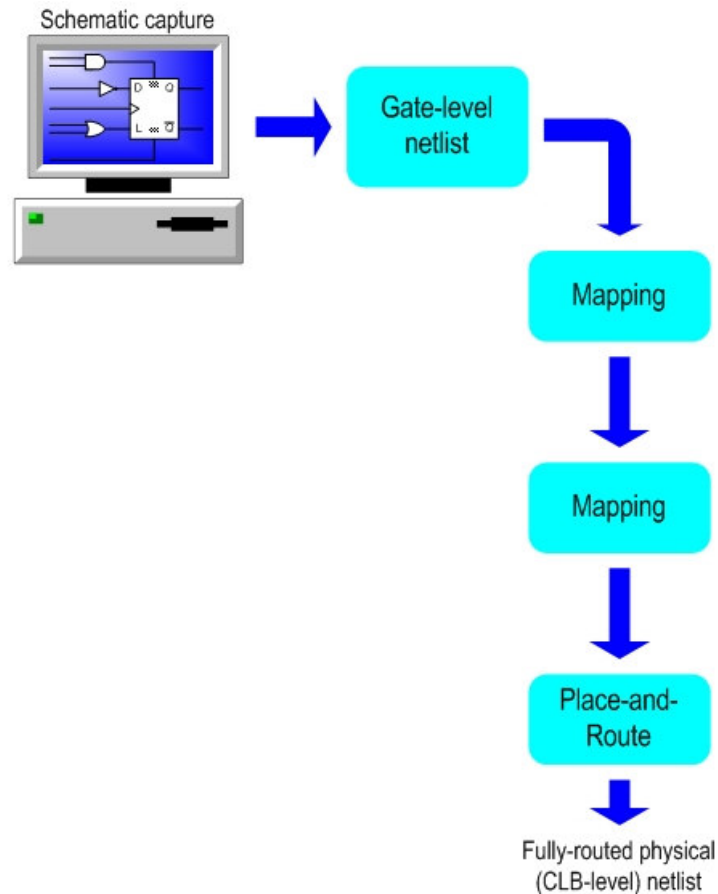 Schematic capture
D
Q
L
Q
Gate-level
netlist
Mapping
Mapping
Place-and-
Route
Fully-routed physical
(CLB-level) netlist